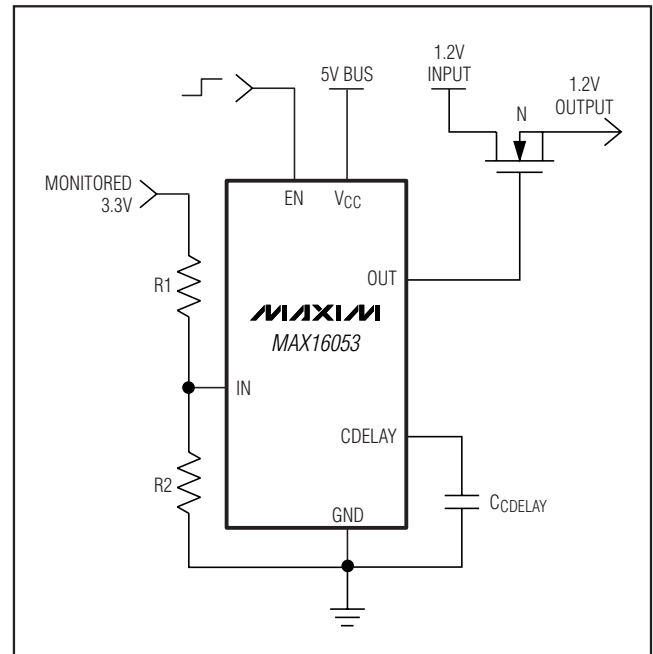 1.2V
INPUT
1.2V
OUTPUT
5V BUS
N
MONITORED
3.3V
EN
VCC
OUT
R1
MAXIM
MAX16053
IN
CDELAY
R2
CCDELAY
GND